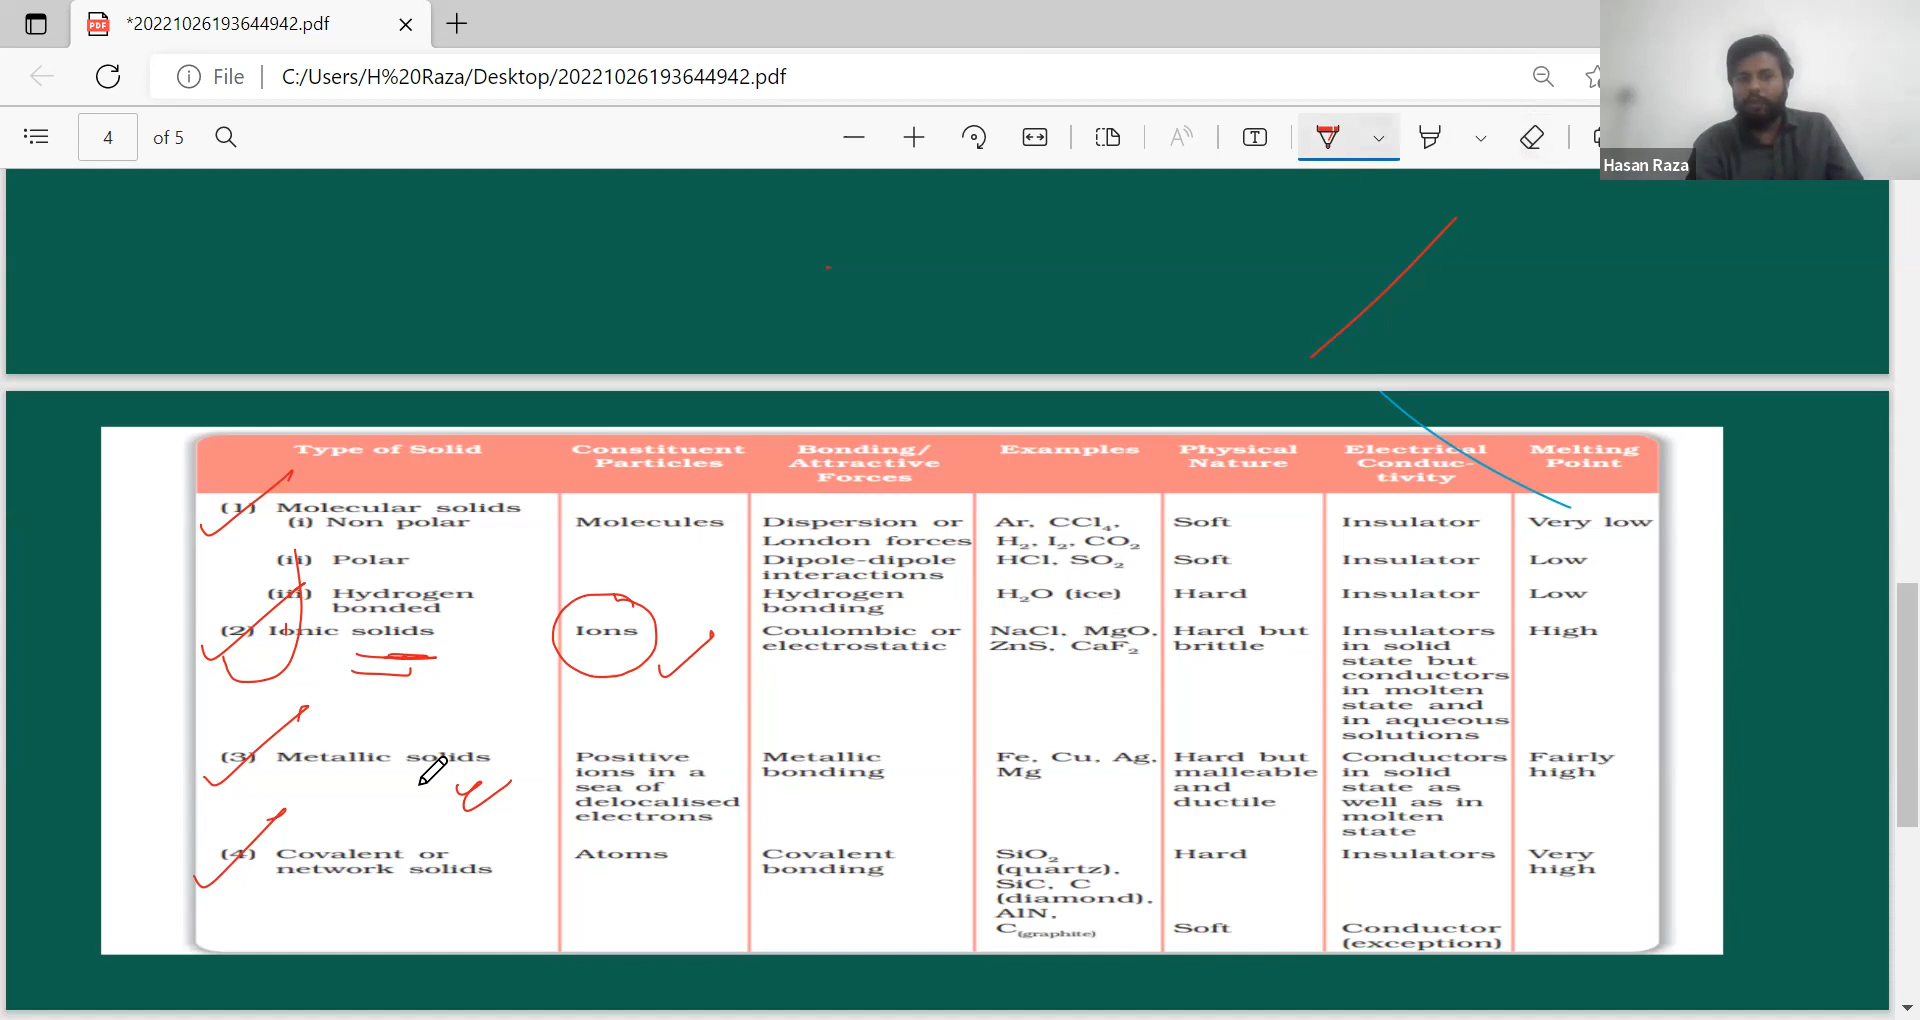 *20221026193644942.pdf
File
C:/Users/H%20Raza/Desktop/20221026193644942.pdf
4
of 5
Hasan Raza
Type of Solid
Constituent
Particles
Bonding/
Attractive
Forces
Examples
Physical
Nature
Electrical
Conduc-
tivity
Melting
Point
(1) Molecular solids
(i) Non polar
Molecules
Dispersion or
London forces
Ar, CCl₄,
H₂, I₂, CO₂
Soft
Insulator
Very low
(ii) Polar
Dipole-dipole
interactions
HCl, SO₂
Soft
Insulator
Low
(iii) Hydrogen
bonded
Hydrogen
bonding
H₂O (ice)
Hard
Insulator
Low
(2) Ionic solids
Ions
Coulombic or
electrostatic
NaCl, MgO,
ZnS, CaF₂
Hard but
brittle
Insulators
in solid
state but
conductors
in molten
state and
in aqueous
solutions
High
(3) Metallic solids
Positive
ions in a
sea of
delocalised
electrons
Metallic
bonding
Fe, Cu, Ag,
Mg
Hard but
malleable
and
ductile
Conductors
in solid
state as
well as in
molten
state
Fairly
high
(4) Covalent or
network solids
Atoms
Covalent
bonding
SiO₂
(quartz),
SiC, C
(diamond),
AlN,
C(graphite)
Hard
Soft
Insulators
Conductor
(exception)
Very
high